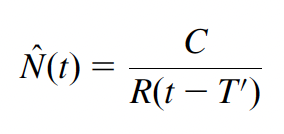 N̂(t) = C / R(t − T′)